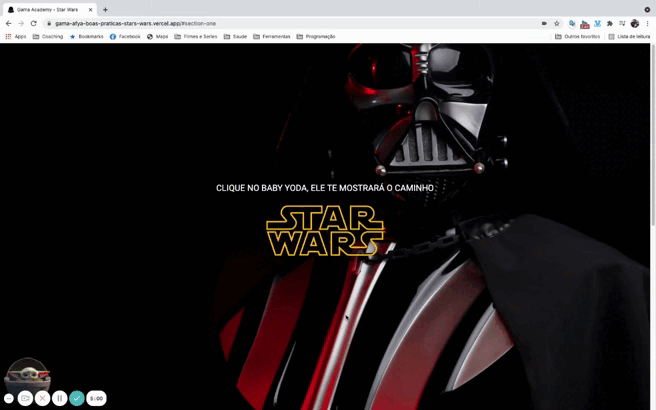 Gama Academy - Star Wars
gama-afya-boas-praticas-stars-wars.vercel.app/#section-one
Apps Coaching Bookmarks Facebook Maps Filmes e Series Saude Ferramentas Programação Outros favoritos Lista de leitura
CLIQUE NO BABY YODA, ELE TE MOSTRARÁ O CAMINHO
STAR
WARS